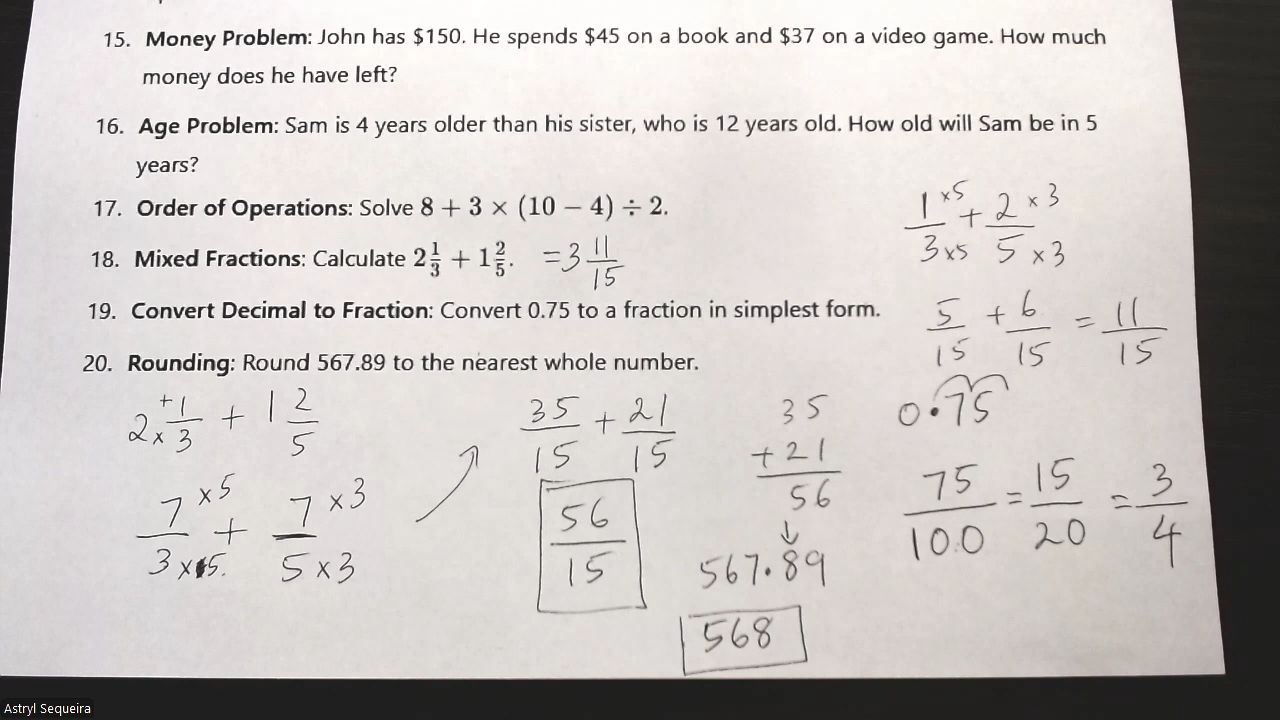 15. Money Problem: John has $150. He spends $45 on a book and $37 on a video game. How much
money does he have left?
16. Age Problem: Sam is 4 years older than his sister, who is 12 years old. How old will Sam be in 5
years?
17. Order of Operations: Solve 8 + 3 × (10 − 4) ÷ 2.
18. Mixed Fractions: Calculate 2 1/3 + 1 2/5. = 3 11/15
19. Convert Decimal to Fraction: Convert 0.75 to a fraction in simplest form.
20. Rounding: Round 567.89 to the nearest whole number.
1 ×5 / 3 ×5 + 2 × 3 / 5 × 3
5/15 + 6/15 = 11/15
2 × + 1/3 + 1 2/5
7 ×5 / 3 ×5. + 7 ×3 / 5 ×3
35/15 + 21/15
56/15
35
+21
56
↓
567.89
568
0.75
75/100 = 15/20 = 3/4
Astryl Sequeira